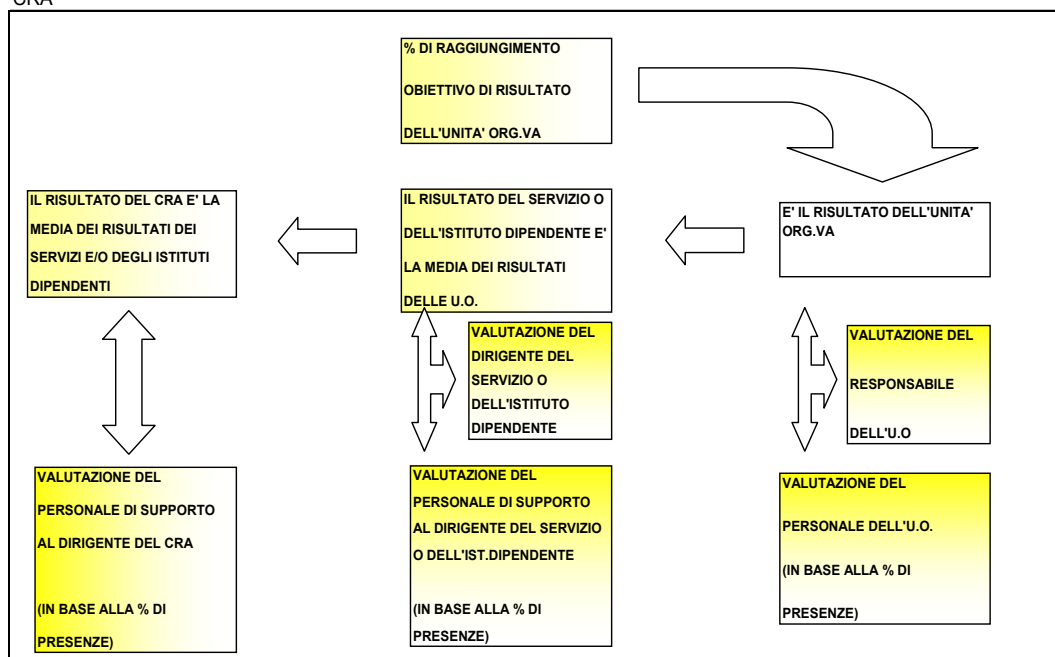 CRA
% DI RAGGIUNGIMENTO
OBIETTIVO DI RISULTATO
DELL'UNITA' ORG.VA
IL RISULTATO DEL CRA E' LA
MEDIA DEI RISULTATI DEI
SERVIZI E/O DEGLI ISTITUTI
DIPENDENTI
IL RISULTATO DEL SERVIZIO O
DELL'ISTITUTO DIPENDENTE E'
LA MEDIA DEI RISULTATI
DELLE U.O.
E' IL RISULTATO DELL'UNITA'
ORG.VA
VALUTAZIONE DEL
DIRIGENTE DEL
SERVIZIO O
DELL'ISTITUTO
DIPENDENTE
VALUTAZIONE DEL
RESPONSABILE
DELL'U.O
VALUTAZIONE DEL
PERSONALE DI SUPPORTO
AL DIRIGENTE DEL CRA
(IN BASE ALLA % DI
PRESENZE)
VALUTAZIONE DEL
PERSONALE DI SUPPORTO
AL DIRIGENTE DEL SERVIZIO
O DELL'IST.DIPENDENTE
(IN BASE ALLA % DI
PRESENZE)
VALUTAZIONE DEL
PERSONALE DELL'U.O.
(IN BASE ALLA % DI
PRESENZE)